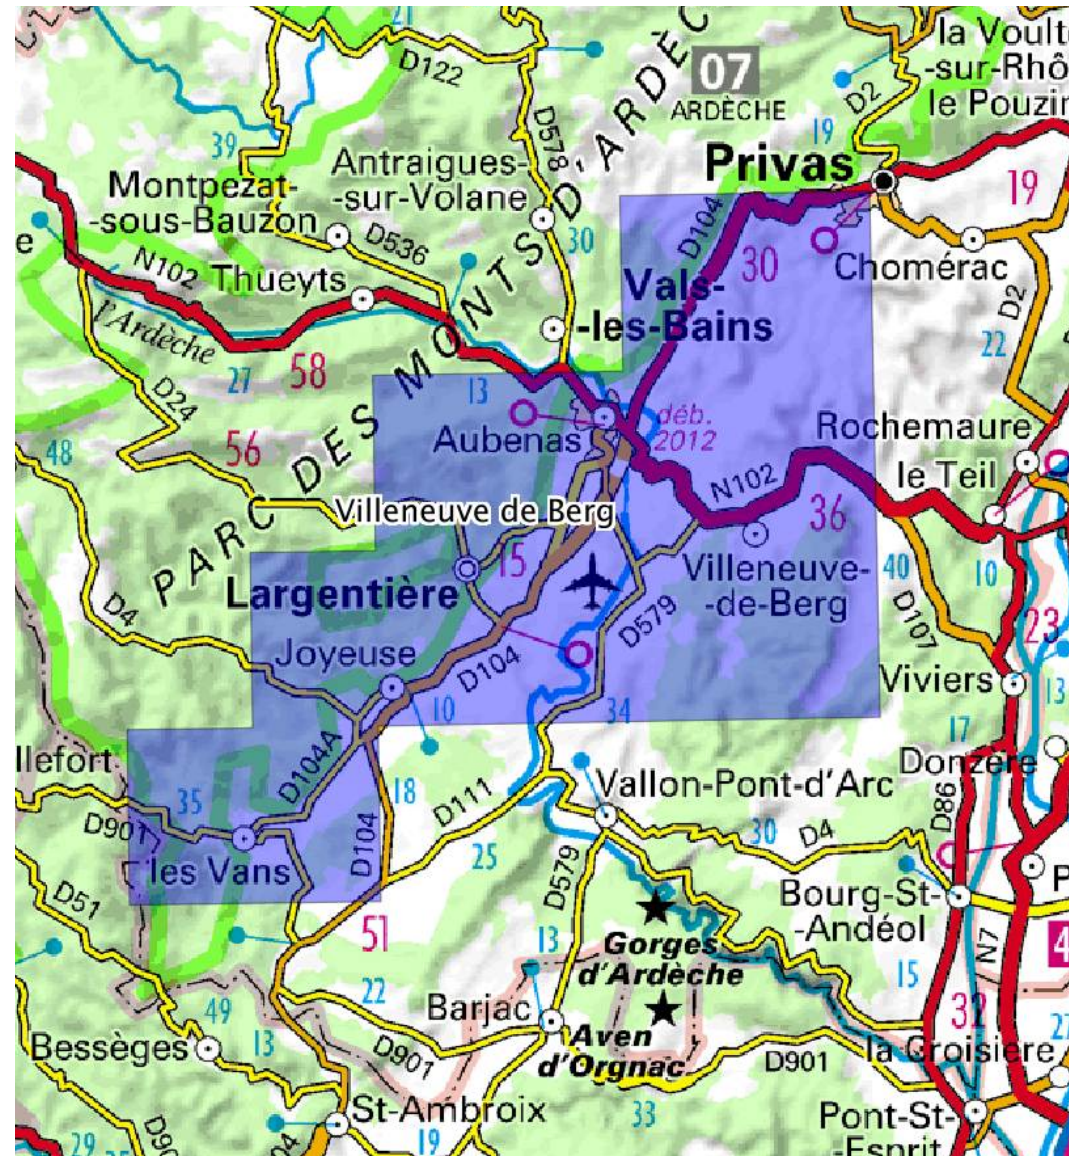 21
D122
07
ARDÈCHE
la Voult
-sur-Rhô
le Pouzin
D2
19
D578
39
Antraigues-
-sur-Volane
Privas
Montpezat-
-sous-Bauzon
19
D104
30
30
D536
e
N102
Thueyts
Chomérac
Vals-
-les-Bains
D2
l'Ardèche
22
27
58
13
D24
déb.
2012
Aubenas
Rochemaure
48
56
le Teil
N102
PARC DES MONTS D'ARDÈC
Villeneuve de Berg
36
15
Villeneuve-
-de-Berg
40
10
Largentière
D4
D579
D107
23
Joyeuse
D104
Viviers
10
34
13
17
llefort
Donzère
D104A
35
18
D111
Vallon-Pont-d'Arc
D86
D901
30
D4
les Vans
D104
25
P
D51
D579
Bourg-St-
-Andéol
51
13
Gorges
d'Ardèche
N7
4
15
22
49
Barjac
32
27
Bessèges
13
D901
Aven
d'Orgnac
D901
la Croisière
St-Ambroix
33
Pont-St-
-Esprit
29
D90
04
19